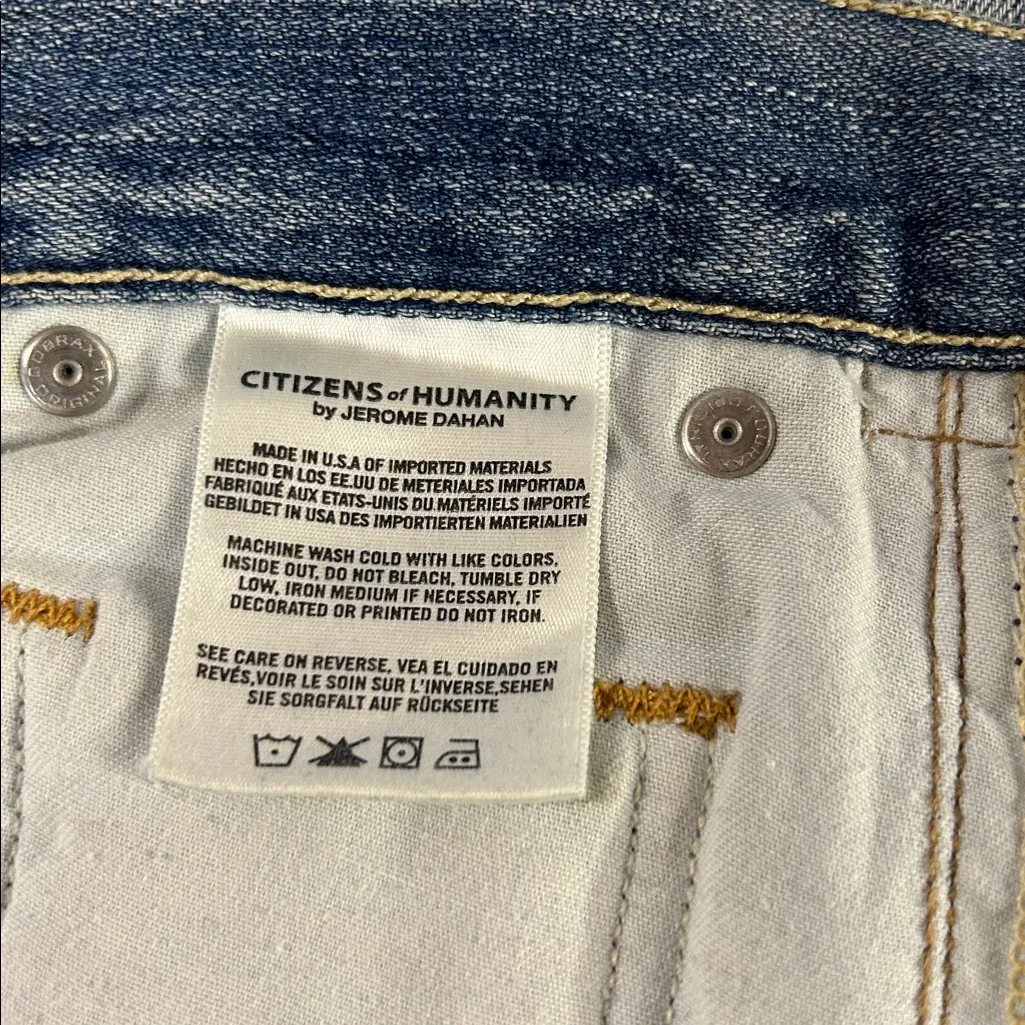 CITIZENS of HUMANITY
by JEROME DAHAN
MADE IN U.S.A OF IMPORTED MATERIALS
HECHO EN LOS EE.UU DE METERIALES IMPORTADA
FABRIQUÉ AUX ETATS-UNIS DU MATÉRIELS IMPORTÉ
GEBILDET IN USA DES IMPORTIERTEN MATERIALIEN
MACHINE WASH COLD WITH LIKE COLORS,
INSIDE OUT, DO NOT BLEACH, TUMBLE DRY
LOW, IRON MEDIUM IF NECESSARY, IF
DECORATED OR PRINTED DO NOT IRON.
SEE CARE ON REVERSE, VEA EL CUIDADO EN
REVÉS,VOIR LE SOIN SUR L'INVERSE,SEHEN
SIE SORGFALT AUF RÜCKSEITE
ORIGINAL